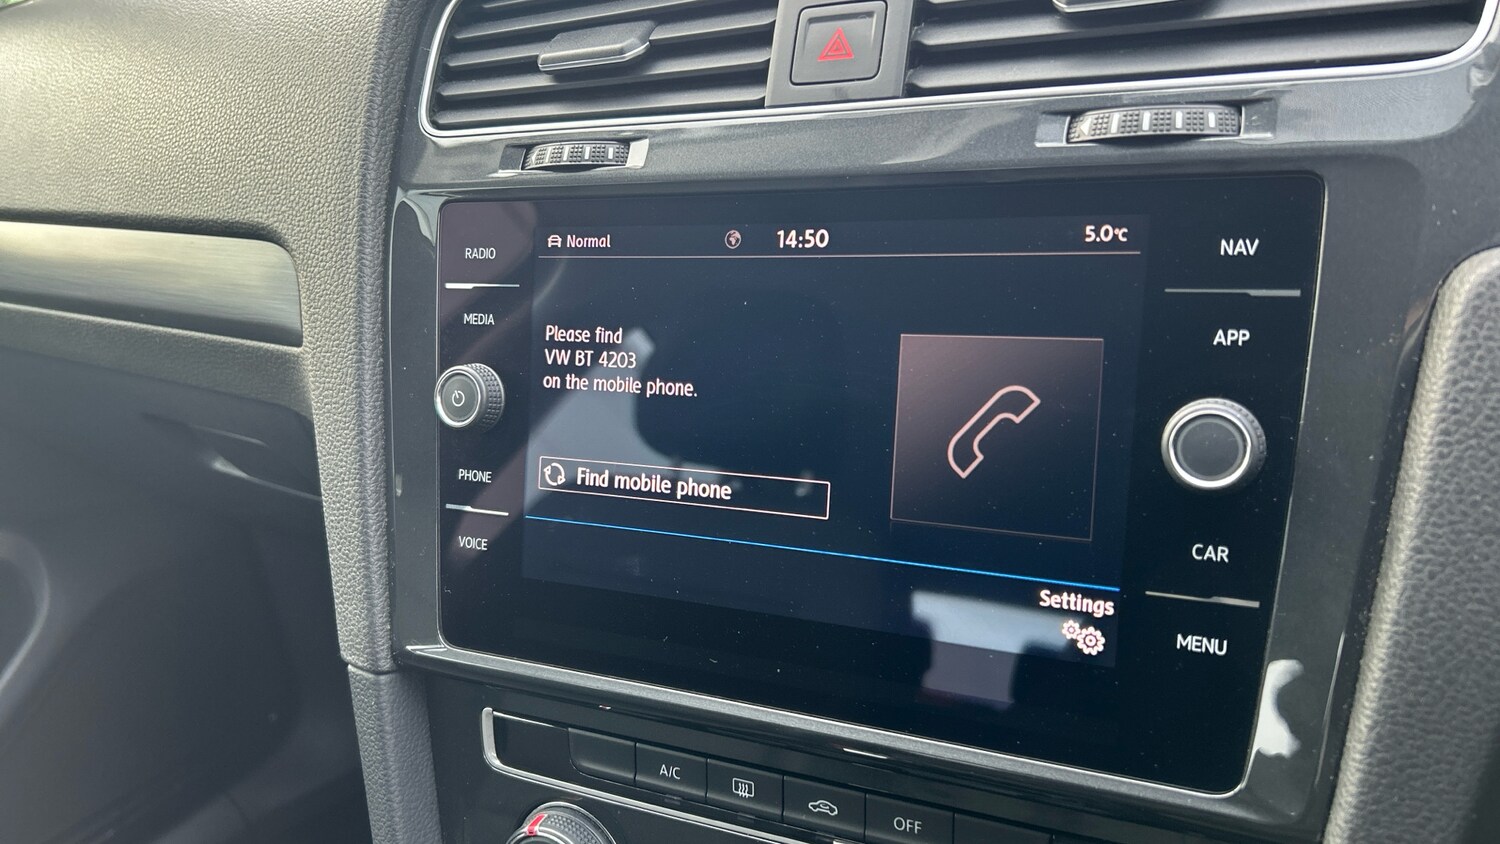 Normal
14:50
5.0°C
RADIO
MEDIA
PHONE
VOICE
Please find
VW BT 4203
on the mobile phone.
Find mobile phone
Settings
NAV
APP
CAR
MENU
A/C
OFF